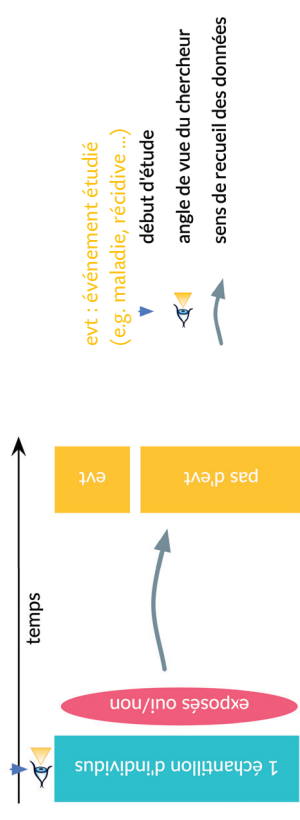 temps
1 échantillon d'individus
exposés oui/non
evt
pas d'evt
evt : événement étudié
(e.g. maladie, récidive ...)
début d'étude
angle de vue du chercheur
sens de recueil des données